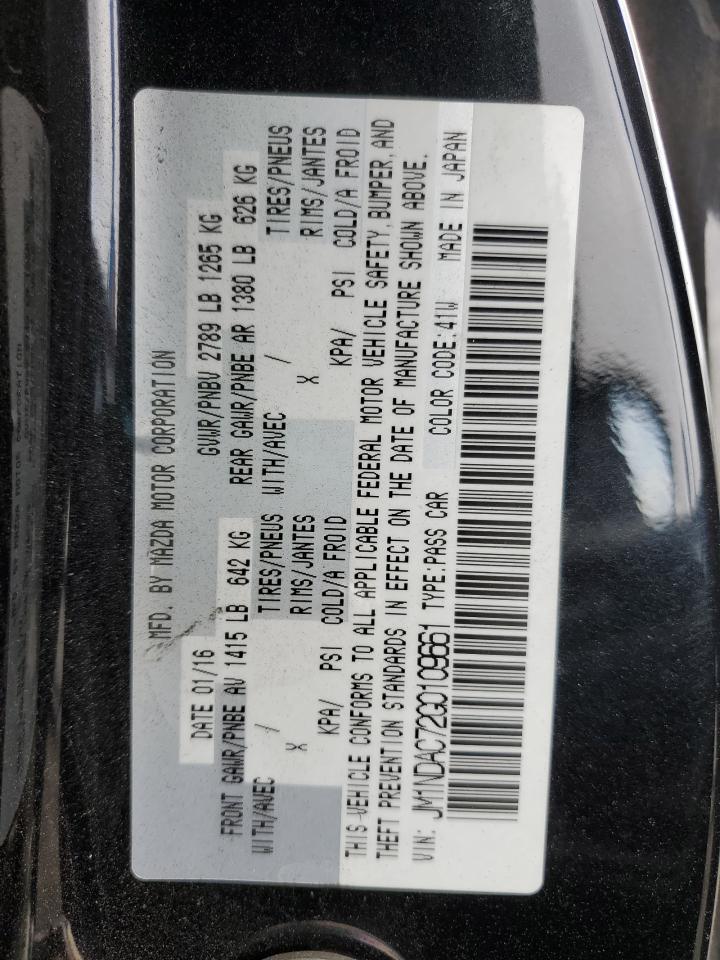 MFD. BY MAZDA MOTOR CORPORATION
DATE 01/16 GVWR/PNBV 2789 LB 1265 KG
FRONT GAWR/PNBE AV 1415 LB 642 KG REAR GAWR/PNBE AR 1380 LB 626 KG
WITH/AVEC / TIRES/PNEUS WITH/AVEC / TIRES/PNEUS
X RIMS/JANTES X RIMS/JANTES
KPA/ PSI COLD/A FROID KPA/ PSI COLD/A FROID
THIS VEHICLE CONFORMS TO ALL APPLICABLE FEDERAL MOTOR VEHICLE SAFETY, BUMPER, AND
THEFT PREVENTION STANDARDS IN EFFECT ON THE DATE OF MANUFACTURE SHOWN ABOVE.
VIN: JM1NDAC72G0109661 TYPE:PASS CAR COLOR CODE:41W MADE IN JAPAN